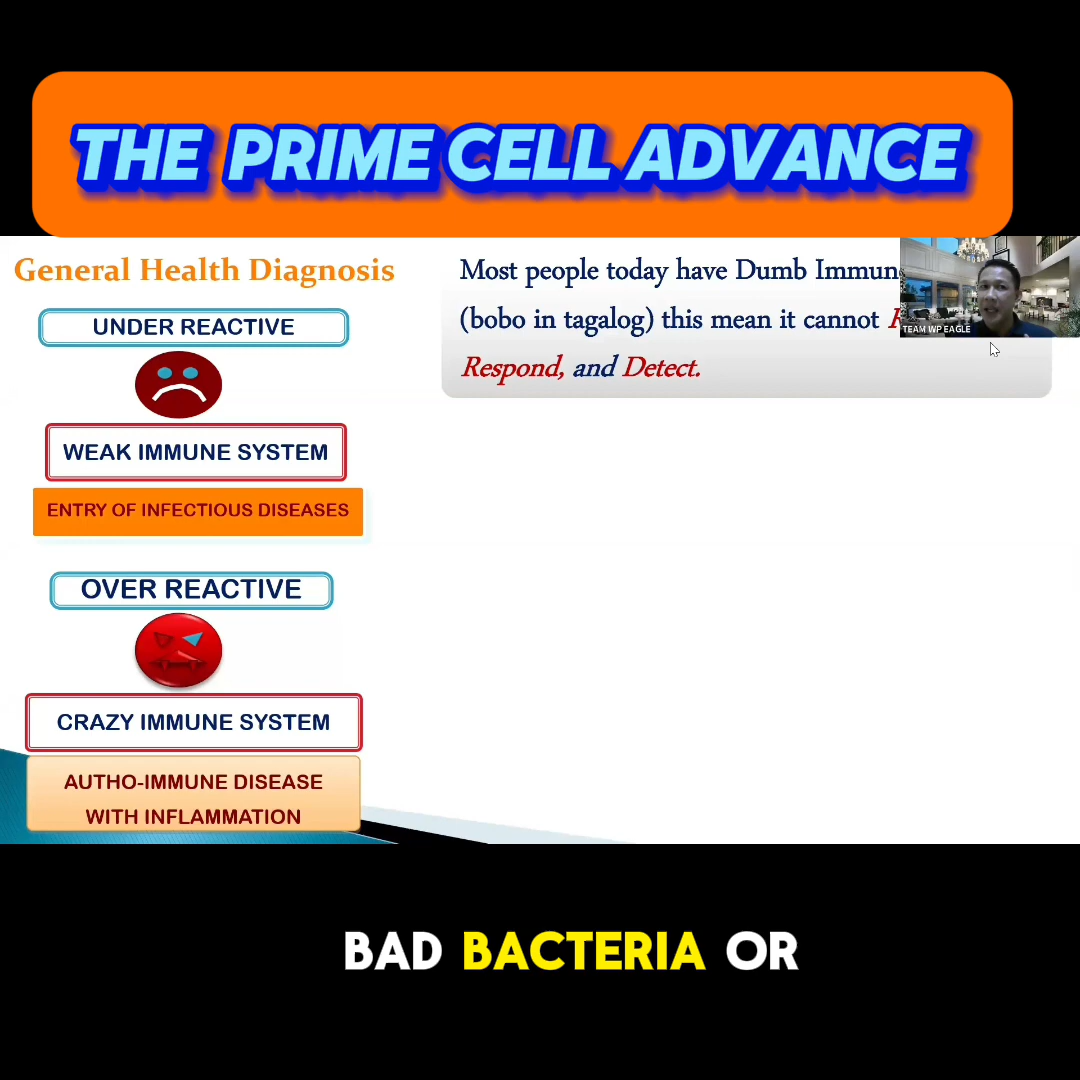 THE PRIME CELL ADVANCE
General Health Diagnosis
UNDER REACTIVE
WEAK IMMUNE SYSTEM
ENTRY OF INFECTIOUS DISEASES
OVER REACTIVE
CRAZY IMMUNE SYSTEM
AUTHO-IMMUNE DISEASE
WITH INFLAMMATION
Most people today have Dumb
(bobo in tagalog) this mean it cannot
Respond, and Detect.
TEAM WP EAGLE
BAD BACTERIA OR